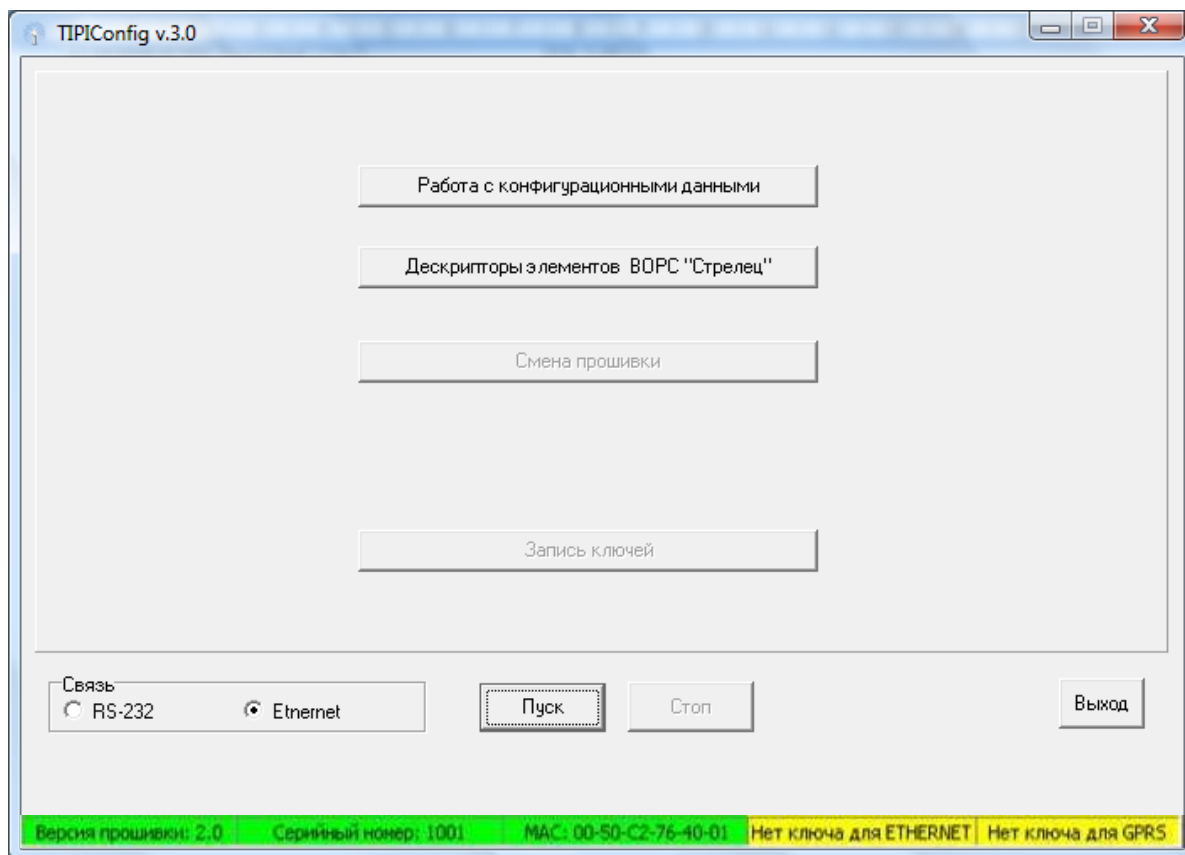 TIPIConfig v.3.0
Работа с конфигурационными данными
Дескрипторы элементов ВОРС "Стрелец"
Смена прошивки
Запись ключей
Связь
RS-232 Etnernet Пуск Стоп Выход
Версия прошивки: 2.0 Серийный номер: 1001 MAC: 00-50-C2-76-40-01 Нет ключа для ETHERNET Нет ключа для GPRS